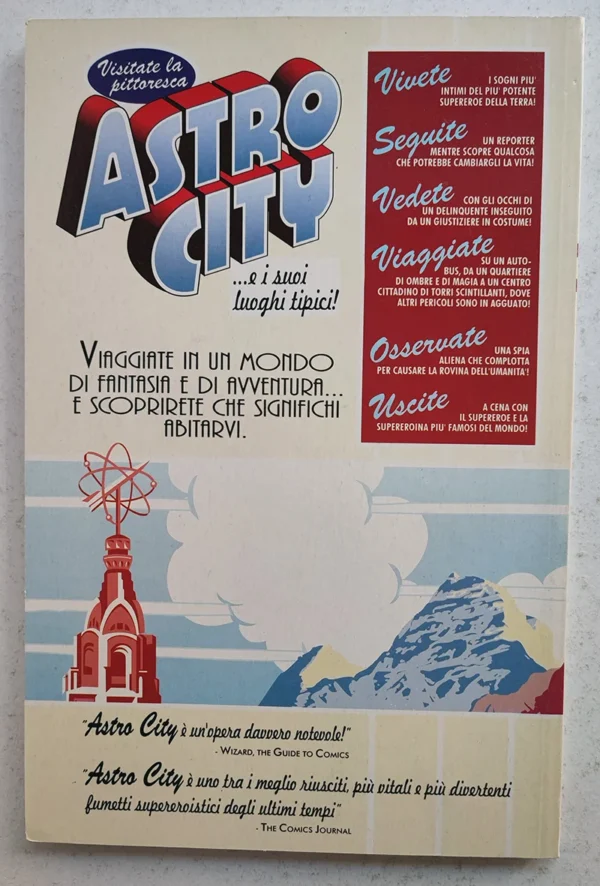 Visitate la
pittoresca
ASTRO
CITY
...e i suoi
luoghi tipici!
VIAGGIATE IN UN MONDO
DI FANTASIA E DI AVVENTURA...
E SCOPRIRETE CHE SIGNIFICHI
ABITARVI.
Vivete I SOGNI PIU'
INTIMI DEL PIU' POTENTE
SUPEREROE DELLA TERRA!
Seguite UN REPORTER
MENTRE SCOPRE QUALCOSA
CHE POTREBBE CAMBIARGLI LA VITA!
Vedete CON GLI OCCHI DI
UN DELINQUENTE INSEGUITO
DA UN GIUSTIZIERE IN COSTUME!
Viaggiate SU UN AUTO-
BUS, DA UN QUARTIERE
DI OMBRE E DI MAGIA A UN CENTRO
CITTADINO DI TORRI SCINTILLANTI, DOVE
ALTRI PERICOLI SONO IN AGGUATO!
Osservate UNA SPIA
ALIENA CHE COMPLOTTA
PER CAUSARE LA ROVINA DELL'UMANITA'!
Uscite A CENA CON
IL SUPEREROE E LA
SUPEREROINA PIU' FAMOSI DEL MONDO!
"Astro City è un'opera davvero notevole!"
- WIZARD, THE GUIDE TO COMICS
"Astro City è uno tra i meglio riusciti, più vitali e più divertenti
fumetti supereroistici degli ultimi tempi"
- THE COMICS JOURNAL